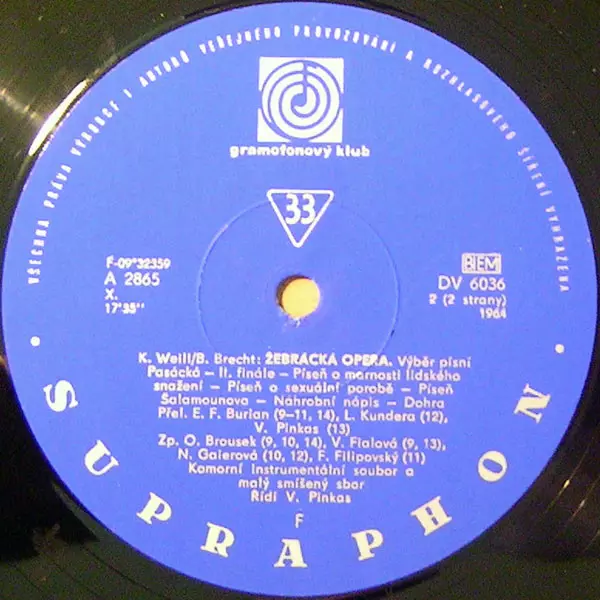 VŠECHNA PRÁVA VÝROBCE I AUTORŮ VEŘEJNÉHO PROVOZOVÁNÍ A ROZHLASOVÉHO ŠÍŘENÍ VYHRAZENA
gramofonový klub
33
F-09*32359
A 2865
X.
17'35"
BIEM
DV 6036
2 (2 strany)
1964
K. Weill/B. Brecht: ŽEBRÁCKÁ OPERA. Výběr písní
Pasácká – II. finále – Píseň o marnosti lidského
snažení – Píseň o sexuální porobě – Píseň
Šalamounova – Náhrobní nápis – Dohra
Přel. E. F. Burian (9–11, 14), L. Kundera (12),
V. Pinkas (13)
Zp. O. Brousek (9, 10, 14), V. Fialová (9, 13),
N. Gaierová (10, 12), F. Filipovský (11)
Komorní instrumentální soubor a
malý smíšený sbor
Řídí V. Pinkas
F
• SUPRAPHON •